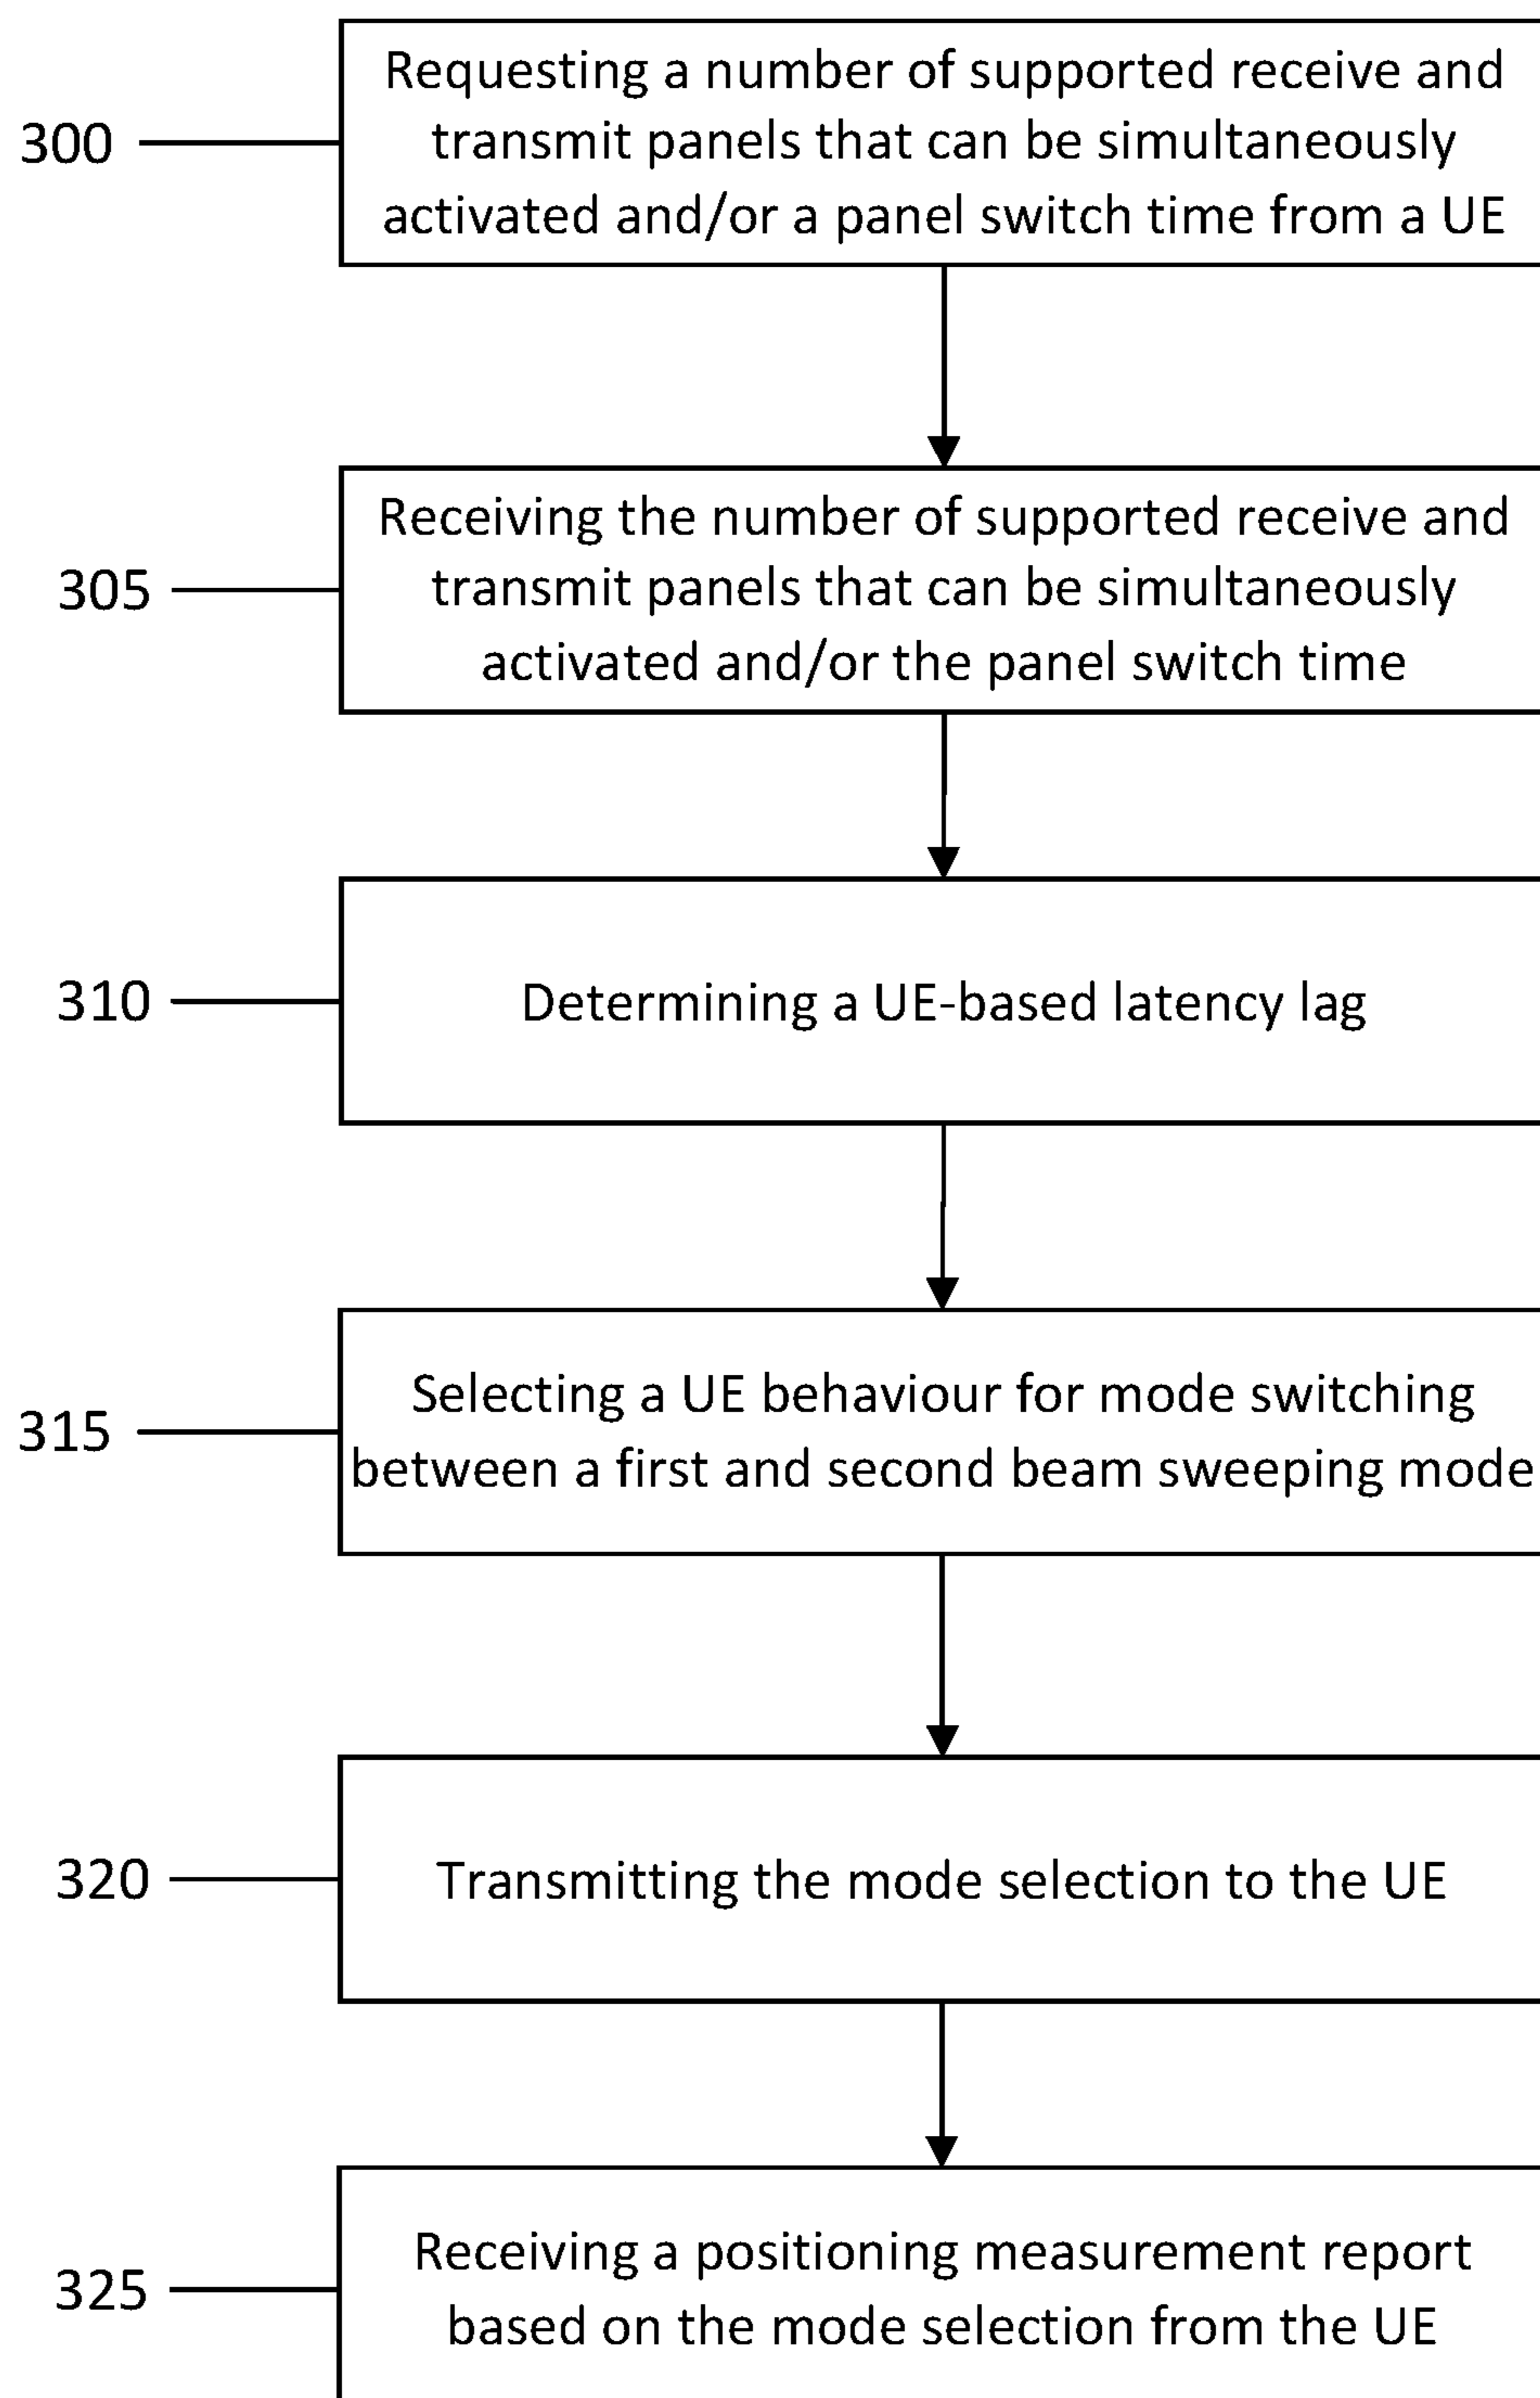 300
Requesting a number of supported receive and
transmit panels that can be simultaneously
activated and/or a panel switch time from a UE
305
Receiving the number of supported receive and
transmit panels that can be simultaneously
activated and/or the panel switch time
310
Determining a UE-based latency lag
315
Selecting a UE behaviour for mode switching
between a first and second beam sweeping mode
320
Transmitting the mode selection to the UE
325
Receiving a positioning measurement report
based on the mode selection from the UE